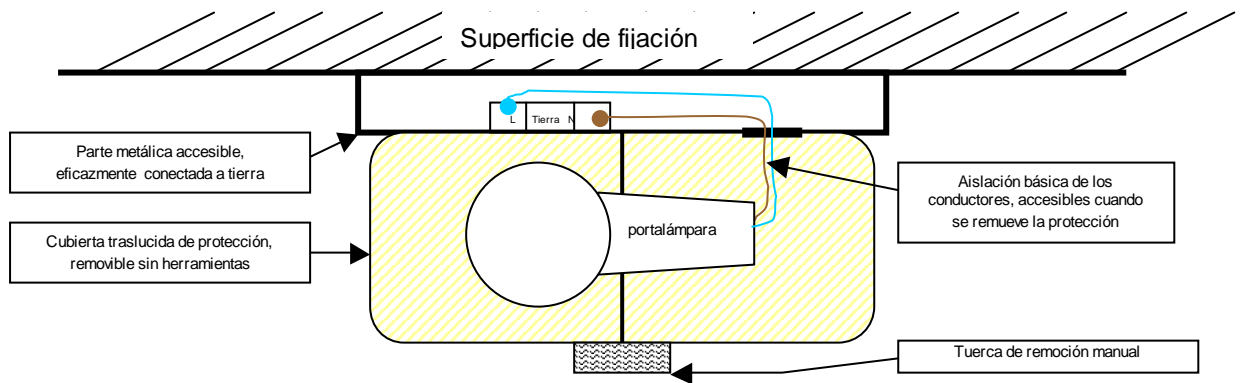 Superficie de fijación
L Tierra N
Parte metálica accesible,
eficazmente conectada a tierra
Aislación básica de los
conductores, accesibles cuando
se remueve la protección
portalámpara
Cubierta traslucida de protección,
removible sin herramientas
Tuerca de remoción manual